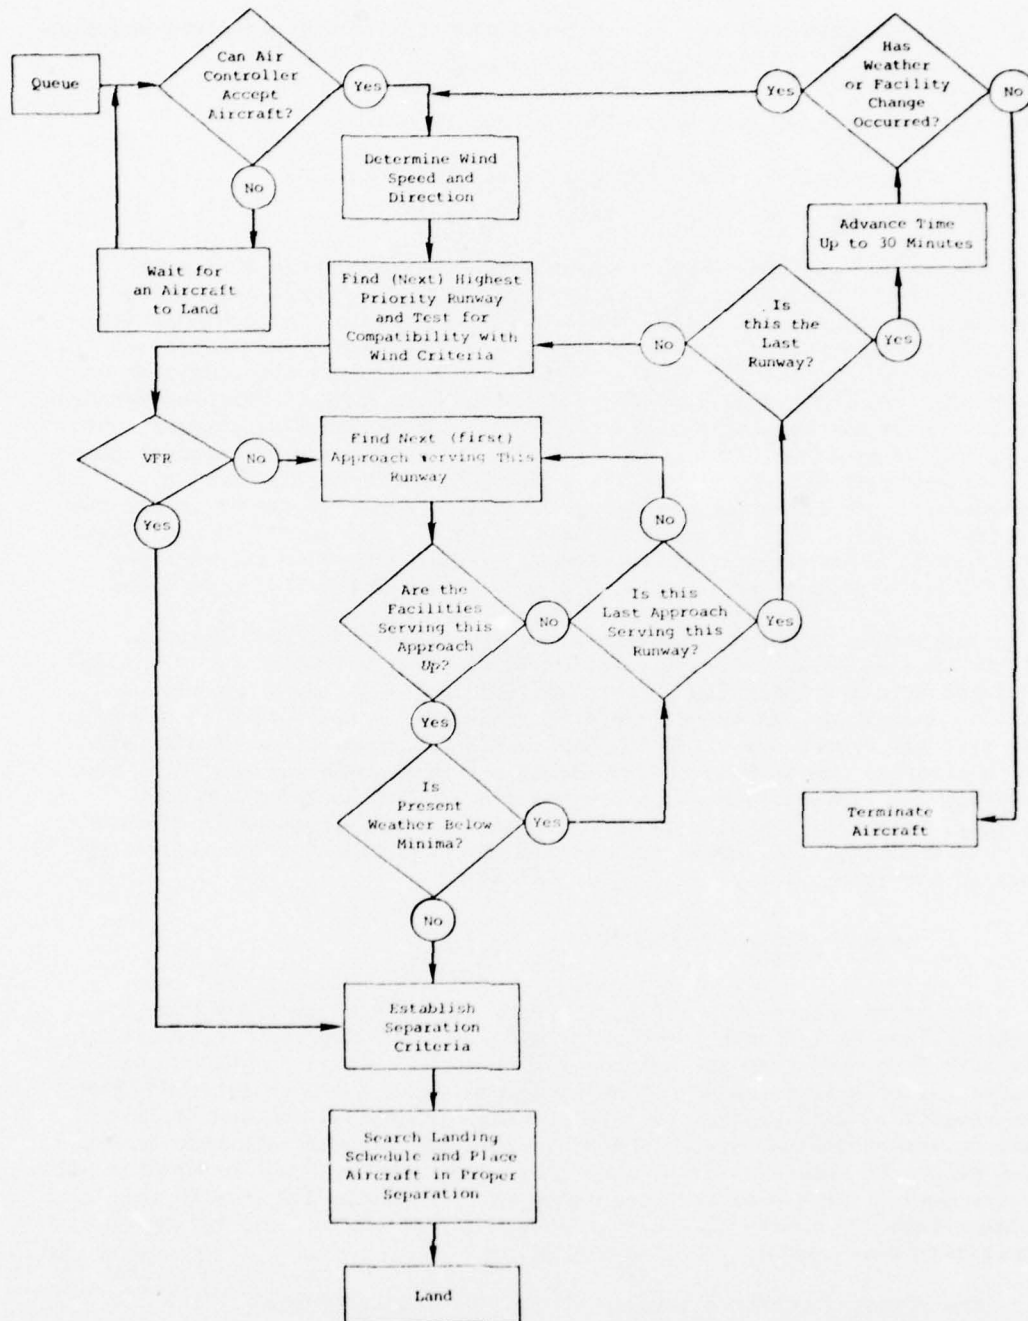 Queue
Can Air
Controller
Accept
Aircraft?
Yes
No
Wait for
an Aircraft
to Land
Determine Wind
Speed and
Direction
Find (Next) Highest
Priority Runway
and Test for
Compatibility with
Wind Criteria
Has
Weather
or Facility
Change
Occurred?
Yes
No
Advance Time
Up to 30 Minutes
Is
this the
Last
Runway?
No
Yes
VFR
No
Yes
Find Next (first)
Approach serving This
Runway
Are the
Facilities
Serving this
Approach
Up?
No
Yes
Is this
Last Approach
Serving this
Runway?
No
Yes
Is
Present
Weather Below
Minima?
Yes
No
Terminate
Aircraft
Establish
Separation
Criteria
Search Landing
Schedule and Place
Aircraft in Proper
Separation
Land